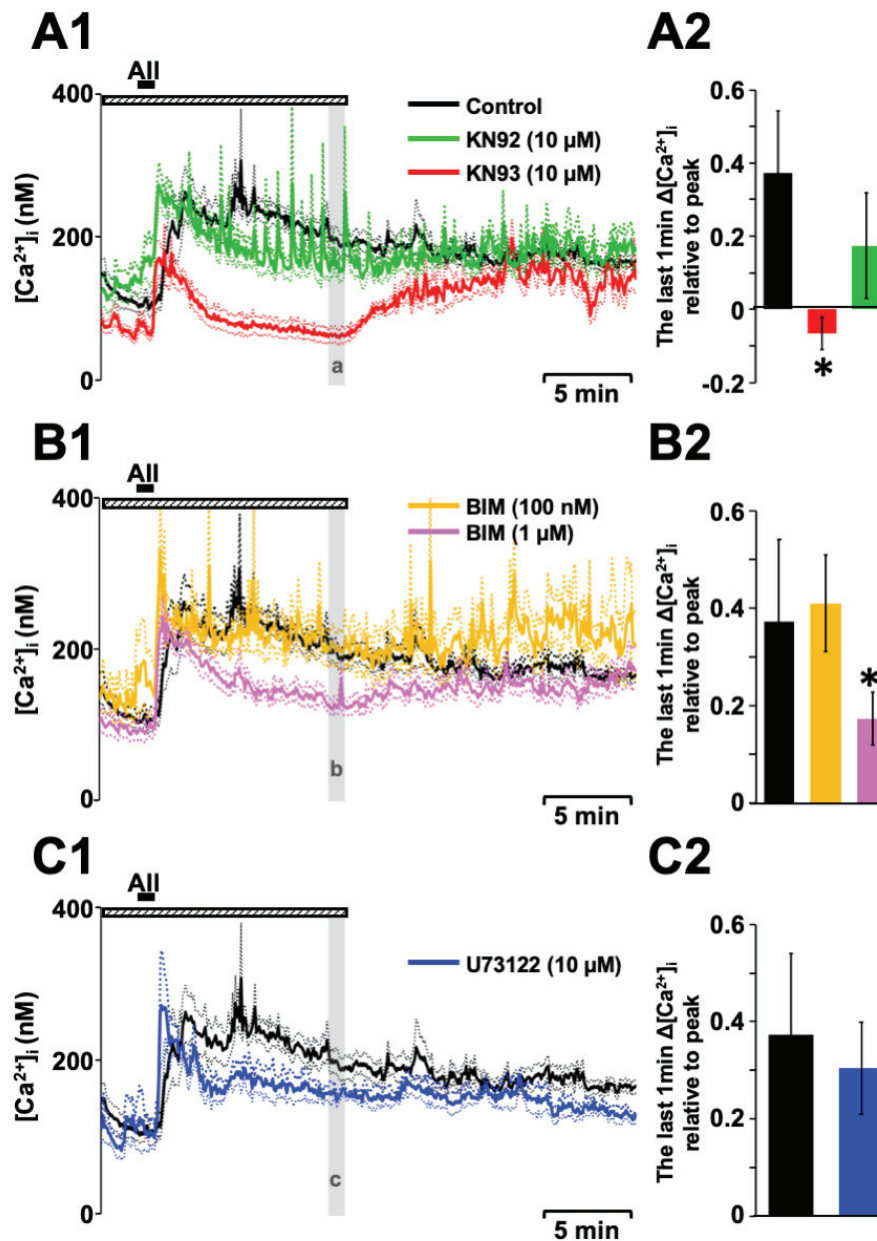 A1
AII
400
200
0
[Ca²⁺]ᵢ (nM)
Control
KN92 (10 µM)
KN93 (10 µM)
a
5 min
A2
0.6
0.4
0.2
0
-0.2
The last 1min Δ[Ca²⁺]ᵢ
relative to peak
*
B1
AII
400
200
0
[Ca²⁺]ᵢ (nM)
BIM (100 nM)
BIM (1 µM)
b
5 min
B2
0.6
0.4
0.2
0
The last 1min Δ[Ca²⁺]ᵢ
relative to peak
*
C1
AII
400
200
0
[Ca²⁺]ᵢ (nM)
U73122 (10 µM)
c
5 min
C2
0.6
0.4
0.2
0
The last 1min Δ[Ca²⁺]ᵢ
relative to peak